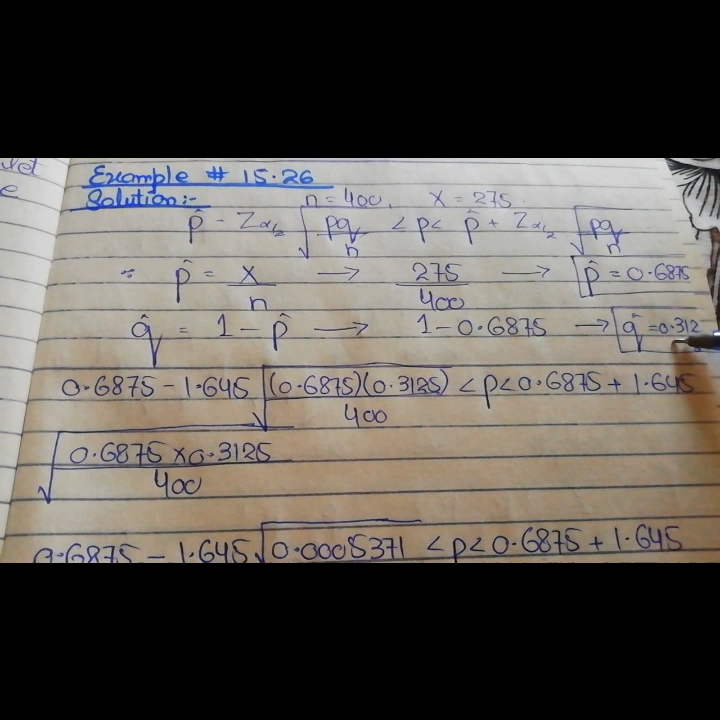 Example # 15.26
Solution:- n = 400, X = 275.
p̂ - Zα/2 √(pq/n) < p < p̂ + Zα/2 √(pq/n)
∵ p̂ = X/n → 275/400 → p̂ = 0.6875
q̂ = 1 - p̂ → 1 - 0.6875 → q̂ = 0.312
0.6875 - 1.645 √((0.6875)(0.3125)/400) < p < 0.6875 + 1.645
√(0.6875 × 0.3125/400)
0.6875 - 1.645 √0.0005371 < p < 0.6875 + 1.645